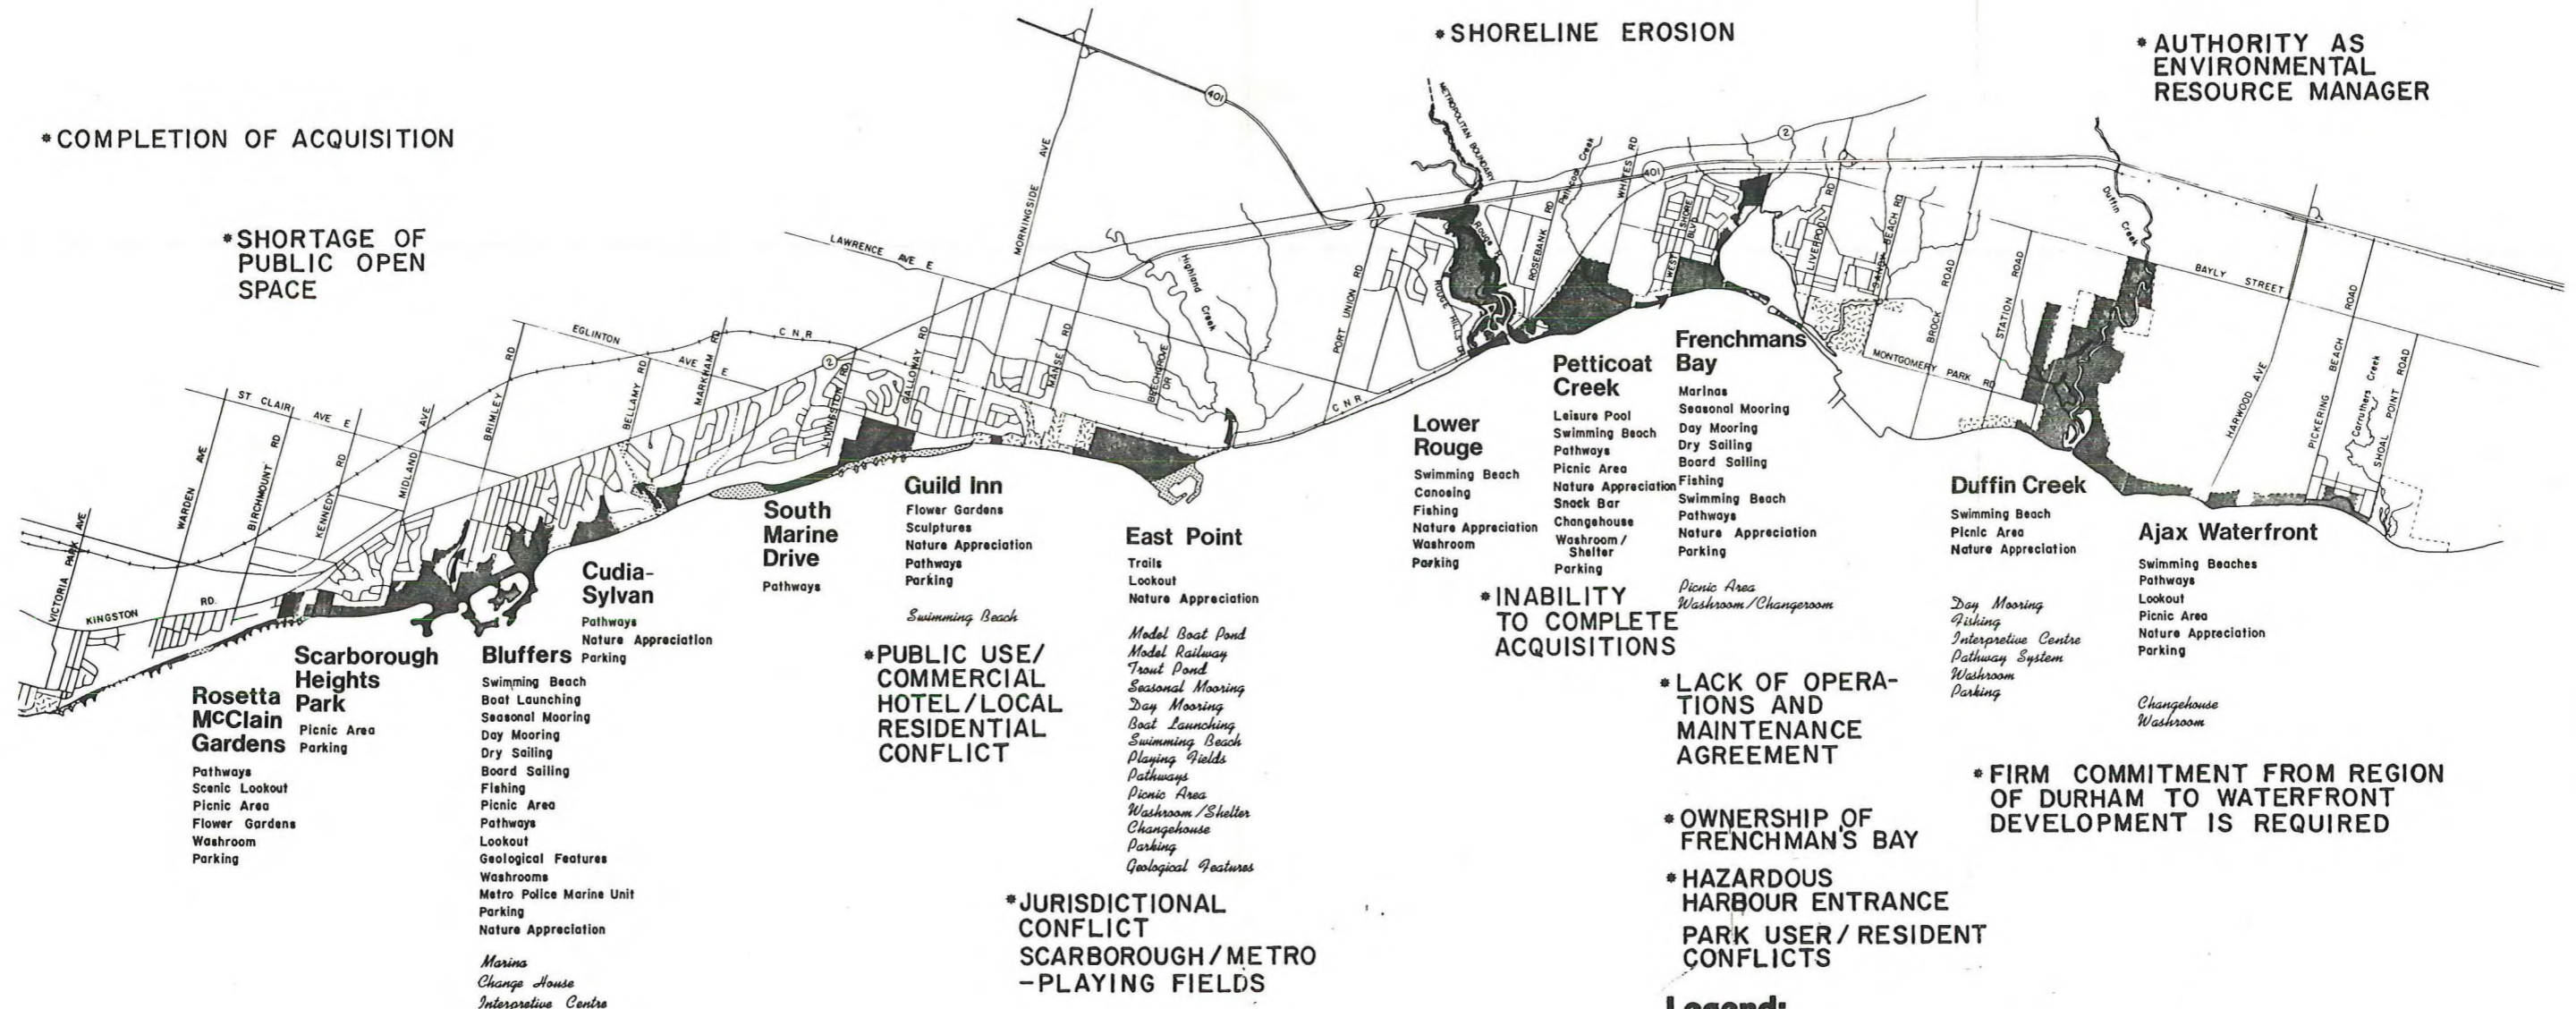 *SHORELINE EROSION
*AUTHORITY AS
ENVIRONMENTAL
RESOURCE MANAGER
*COMPLETION OF ACQUISITION
*SHORTAGE OF
PUBLIC OPEN
SPACE
401
METROPOLITAN BOUNDARY
2
401
2
VICTORIA PARK AVE
KINGSTON RD.
WARDEN AVE
BIRCHMOUNT RD
ST CLAIR AVE E
KENNEDY RD
MIDLAND AVE
BRIMLEY RD
EGLINTON AVE E
BELLAMY RD
MARKHAM RD
C N R
LIVINGSTON RD
GALLOWAY RD
LAWRENCE AVE E
MORNINGSIDE AVE
MANSE RD
BEECHGROVE DR
Highland Creek
PORT UNION RD
C N R
ROUGE HILLS DR
Rouge R
ROSEBANK RD
Petticoat Creek
WHITES RD
WEST SHORE BLVD
LIVERPOOL RD
SANDY BEACH RD
MONTGOMERY PARK RD
BROCK ROAD
STATION ROAD
Duffin Creek
BAYLY STREET
HARWOOD AVE
PICKERING BEACH ROAD
Carruthers Creek
SHOAL POINT ROAD
Rosetta
McClain
Gardens
Pathways
Scenic Lookout
Picnic Area
Flower Gardens
Washroom
Parking
Scarborough
Heights
Park
Picnic Area
Parking
Bluffers
Swimming Beach
Boat Launching
Seasonal Mooring
Day Mooring
Dry Sailing
Board Sailing
Fishing
Picnic Area
Pathways
Lookout
Geological Features
Washrooms
Metro Police Marine Unit
Parking
Nature Appreciation
Marina
Change House
Interpretive Centre
Cudia-
Sylvan
Pathways
Nature Appreciation
Parking
South
Marine
Drive
Pathways
Guild Inn
Flower Gardens
Sculptures
Nature Appreciation
Pathways
Parking
Swimming Beach
*PUBLIC USE/
COMMERCIAL
HOTEL/LOCAL
RESIDENTIAL
CONFLICT
East Point
Trails
Lookout
Nature Appreciation
Model Boat Pond
Model Railway
Trout Pond
Seasonal Mooring
Day Mooring
Boat Launching
Swimming Beach
Playing Fields
Pathways
Picnic Area
Washroom/Shelter
Changehouse
Parking
Geological Features
*JURISDICTIONAL
CONFLICT
SCARBOROUGH/METRO
-PLAYING FIELDS
Lower
Rouge
Swimming Beach
Canoeing
Fishing
Nature Appreciation
Washroom
Parking
Petticoat
Creek
Leisure Pool
Swimming Beach
Pathways
Picnic Area
Nature Appreciation
Snack Bar
Changehouse
Washroom/
Shelter
Parking
*INABILITY
TO COMPLETE
ACQUISITIONS
Frenchmans
Bay
Marinas
Seasonal Mooring
Day Mooring
Dry Sailing
Board Sailing
Fishing
Swimming Beach
Pathways
Nature Appreciation
Parking
Picnic Area
Washroom/Changeroom
*LACK OF OPERA-
TIONS AND
MAINTENANCE
AGREEMENT
*OWNERSHIP OF
FRENCHMAN'S BAY
*HAZARDOUS
HARBOUR ENTRANCE
PARK USER/RESIDENT
CONFLICTS
Legend:
Duffin Creek
Swimming Beach
Picnic Area
Nature Appreciation
Day Mooring
Fishing
Interpretive Centre
Pathway System
Washroom
Parking
Ajax Waterfront
Swimming Beaches
Pathways
Lookout
Picnic Area
Nature Appreciation
Parking
Changehouse
Washroom
*FIRM COMMITMENT FROM REGION
OF DURHAM TO WATERFRONT
DEVELOPMENT IS REQUIRED